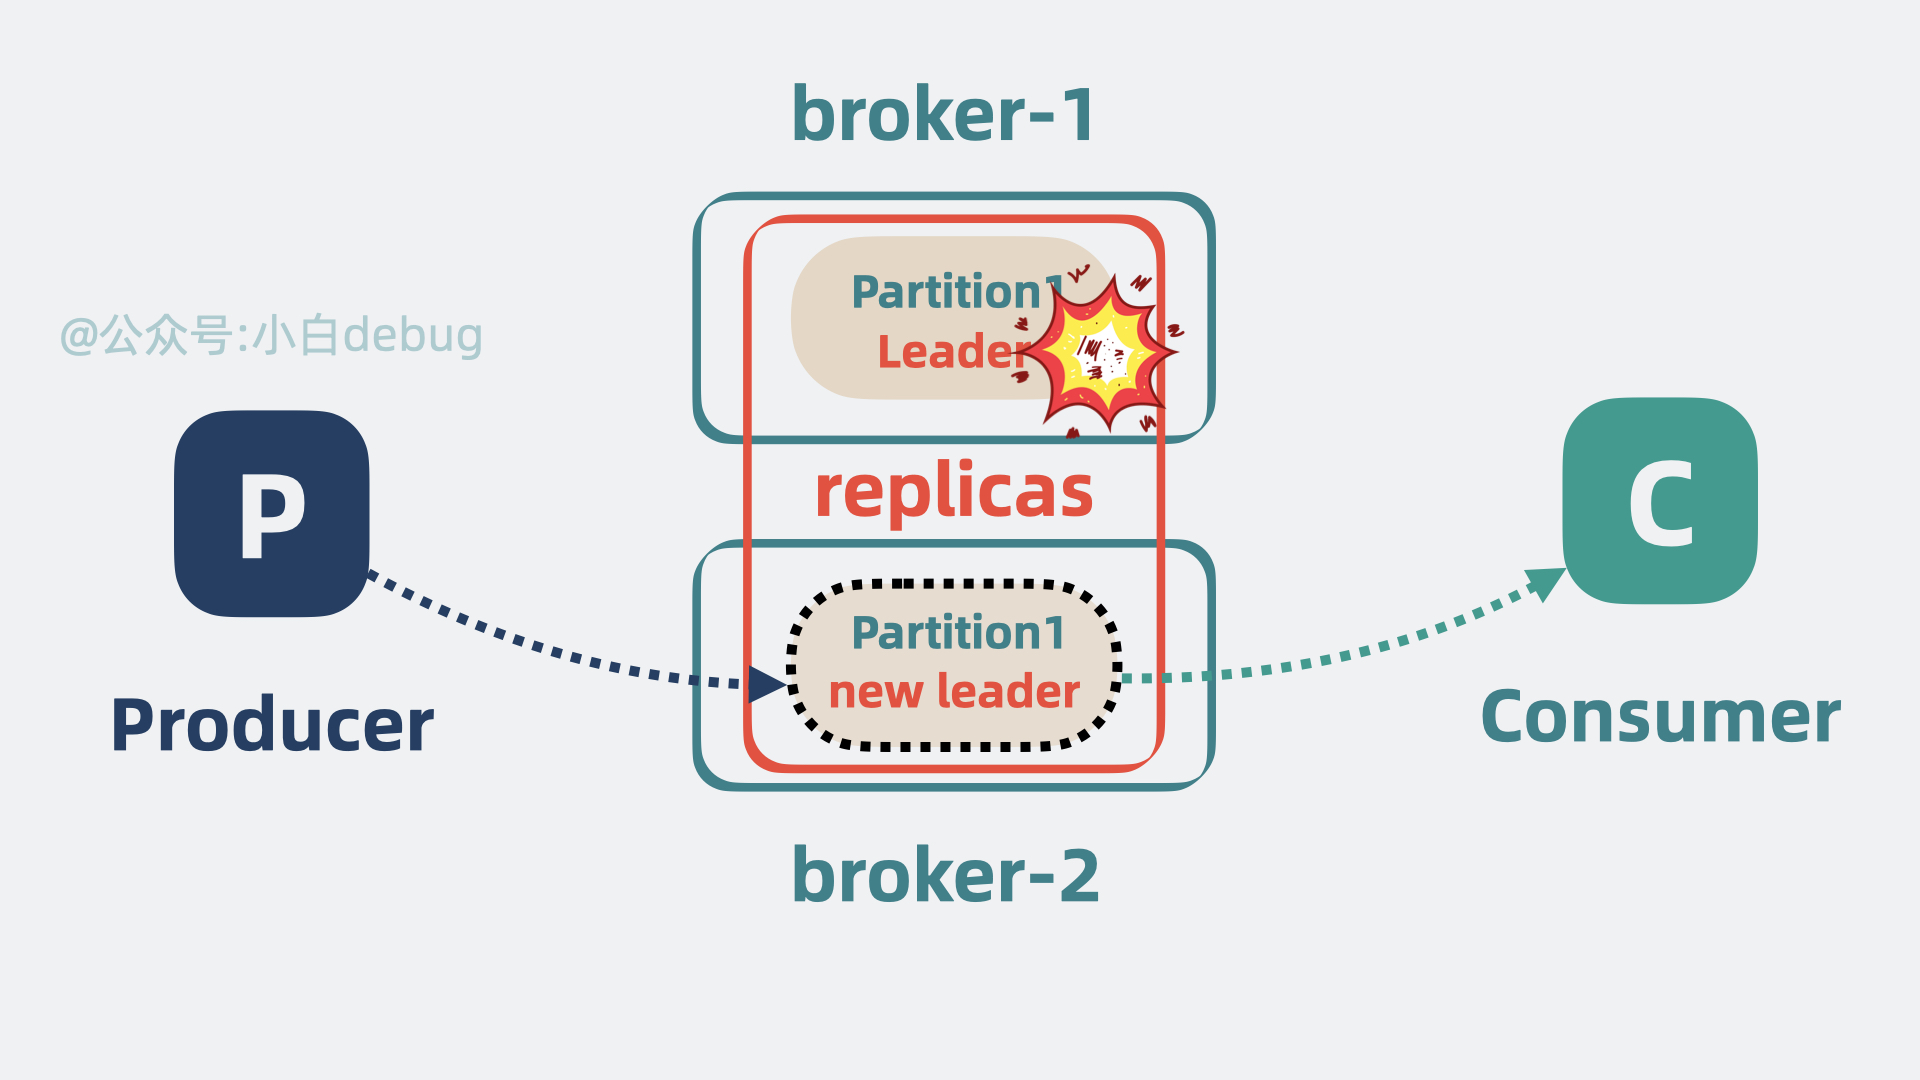 broker-1
Partition1
Leader
@公众号:小白debug
P
C
replicas
Partition1
new leader
Producer
Consumer
broker-2